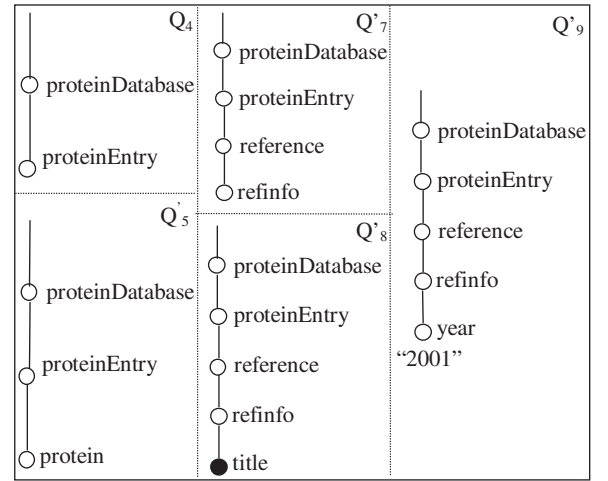 Q4
proteinDatabase
proteinEntry
Q'5
proteinDatabase
proteinEntry
protein
Q’7
proteinDatabase
proteinEntry
reference
refinfo
Q’8
proteinDatabase
proteinEntry
reference
refinfo
title
Q’9
proteinDatabase
proteinEntry
reference
refinfo
year
“2001”